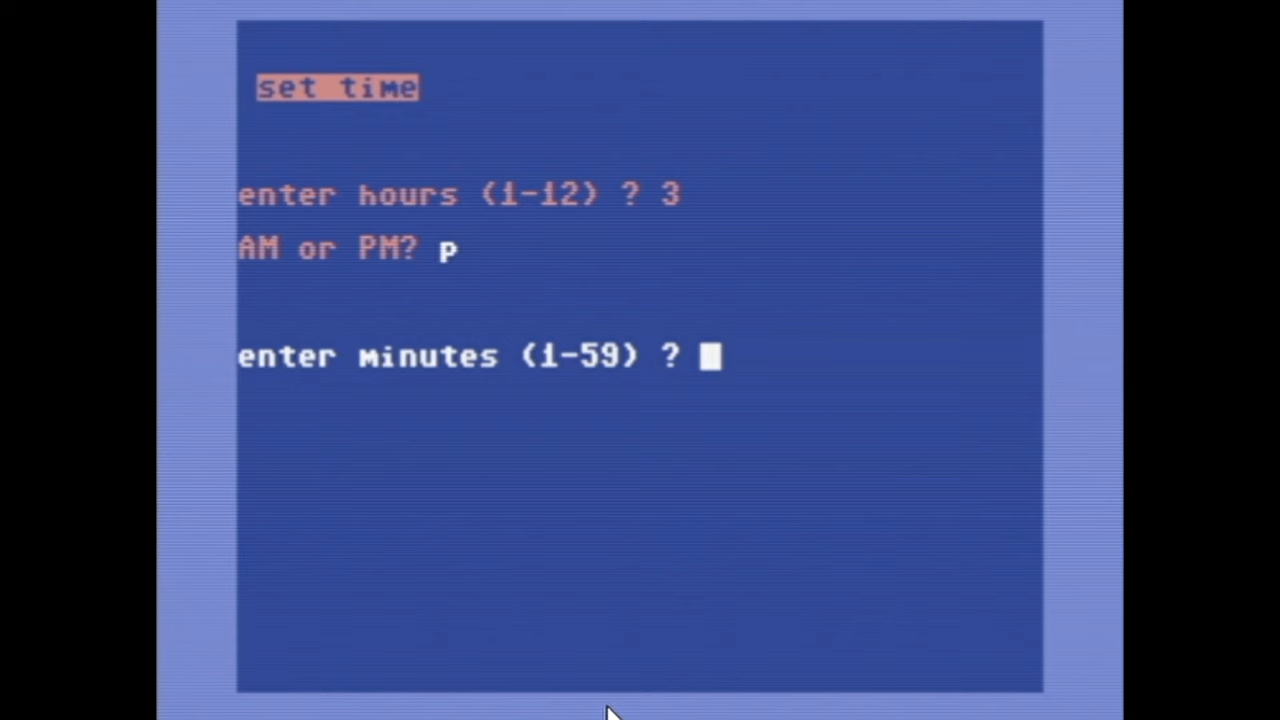 set time
enter hours (1-12) ? 3
AM or PM? p
enter minutes (1-59) ?